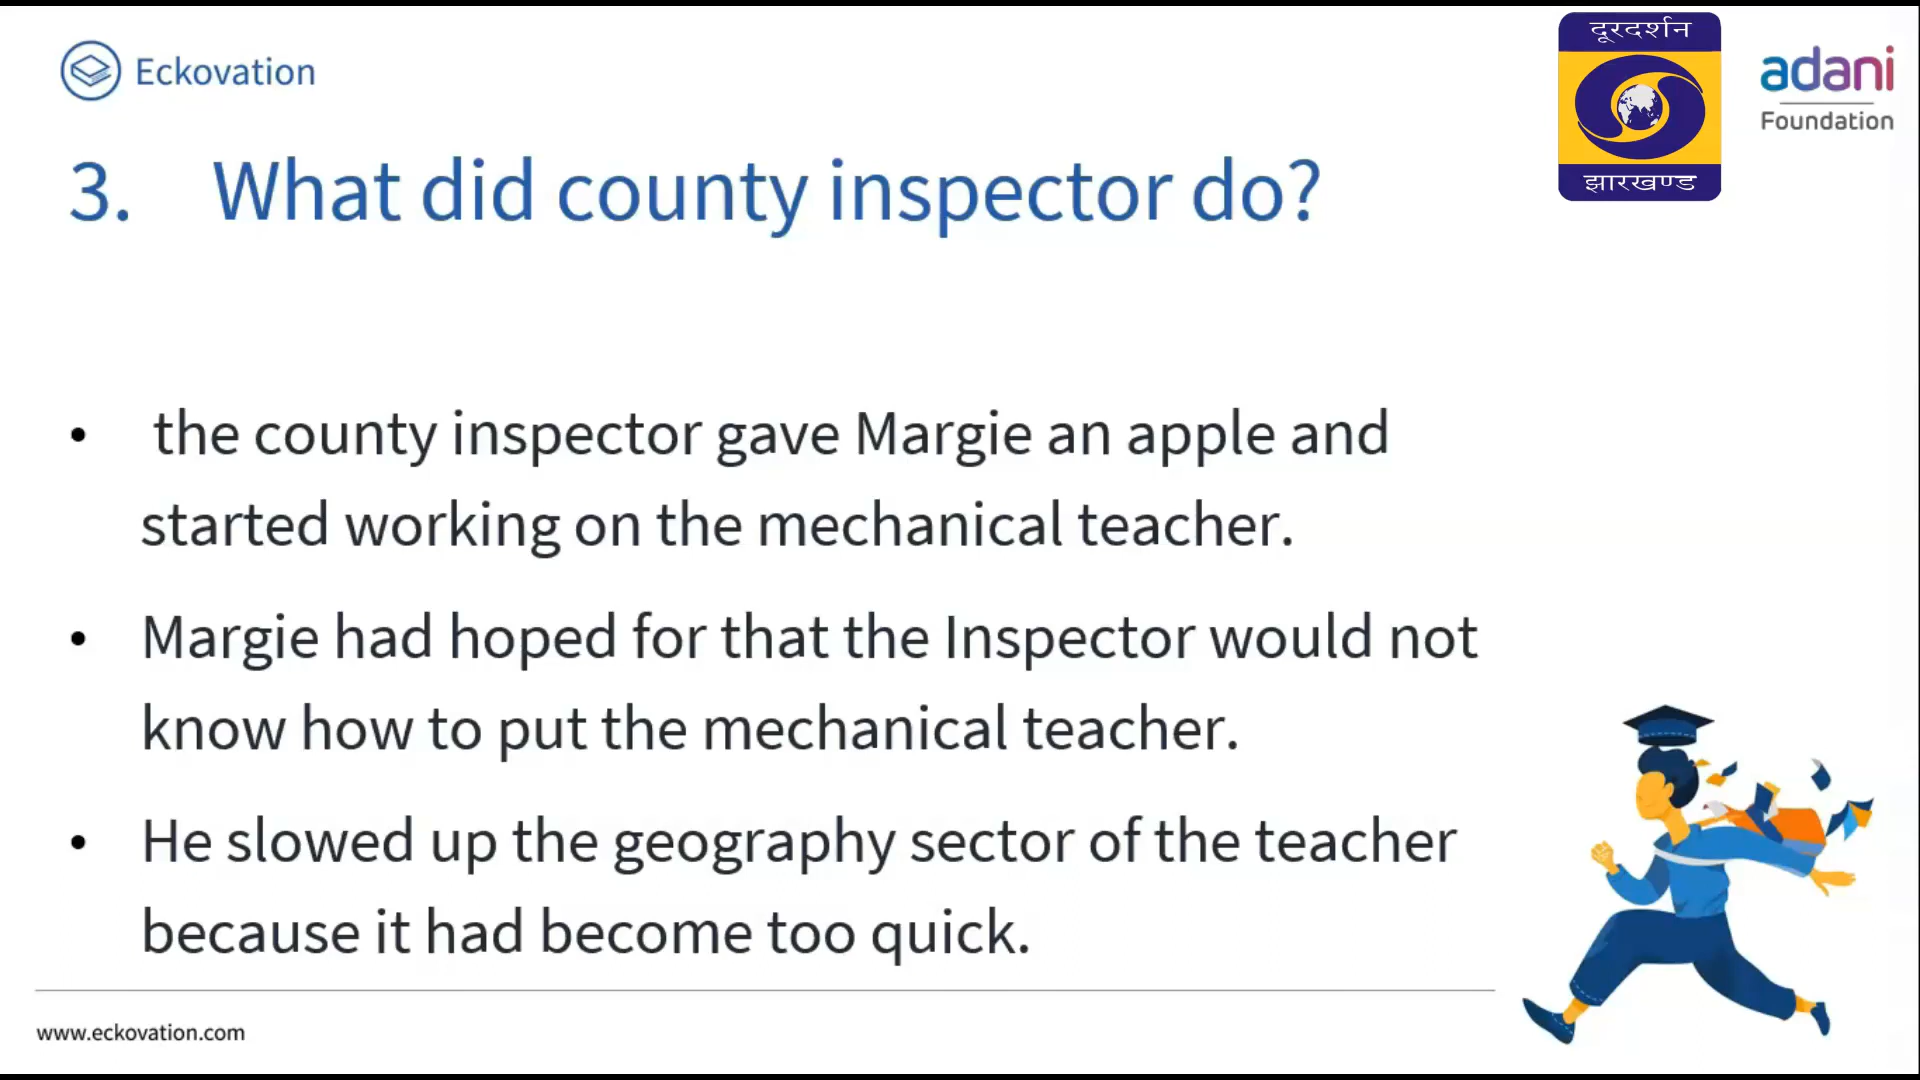 Eckovation
दूरदर्शन
झारखण्ड
adani
Foundation
3. What did county inspector do?
• the county inspector gave Margie an apple and
started working on the mechanical teacher.
• Margie had hoped for that the Inspector would not
know how to put the mechanical teacher.
• He slowed up the geography sector of the teacher
because it had become too quick.
www.eckovation.com